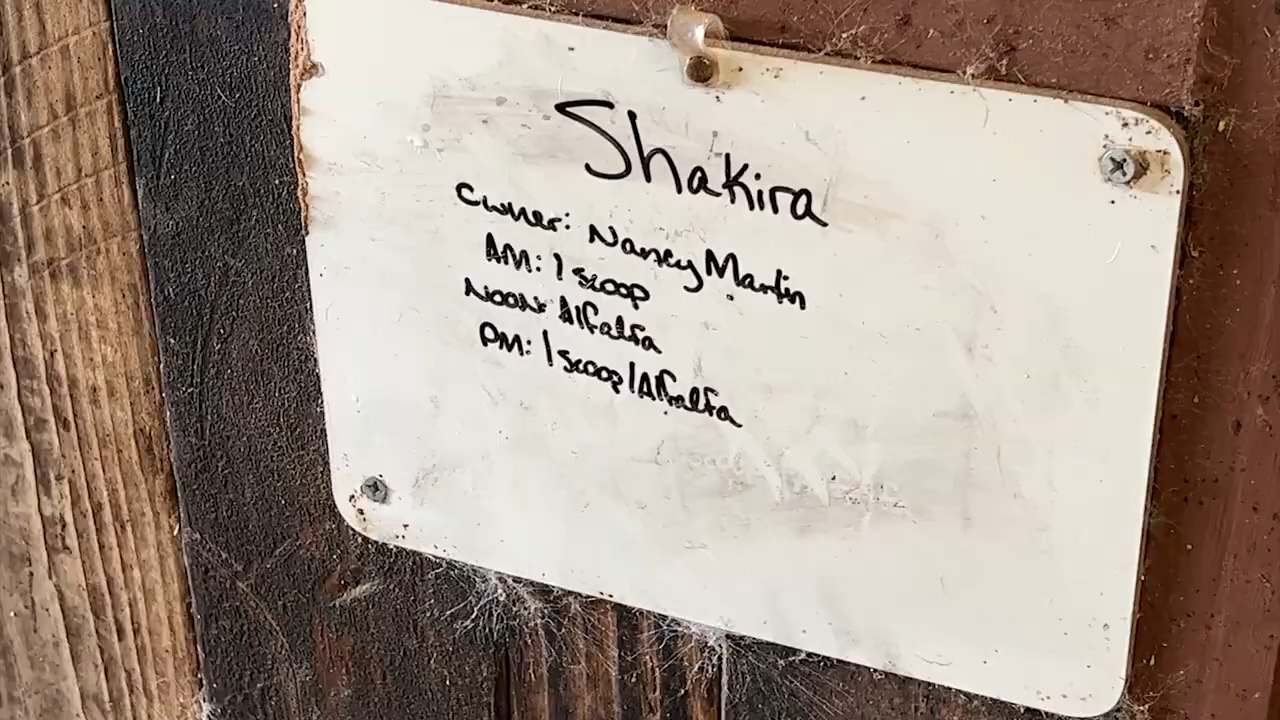 Shakira
Owner: Nancy Martin
AM: 1 scoop
NOON: Alfalfa
PM: 1 scoop/Alfalfa